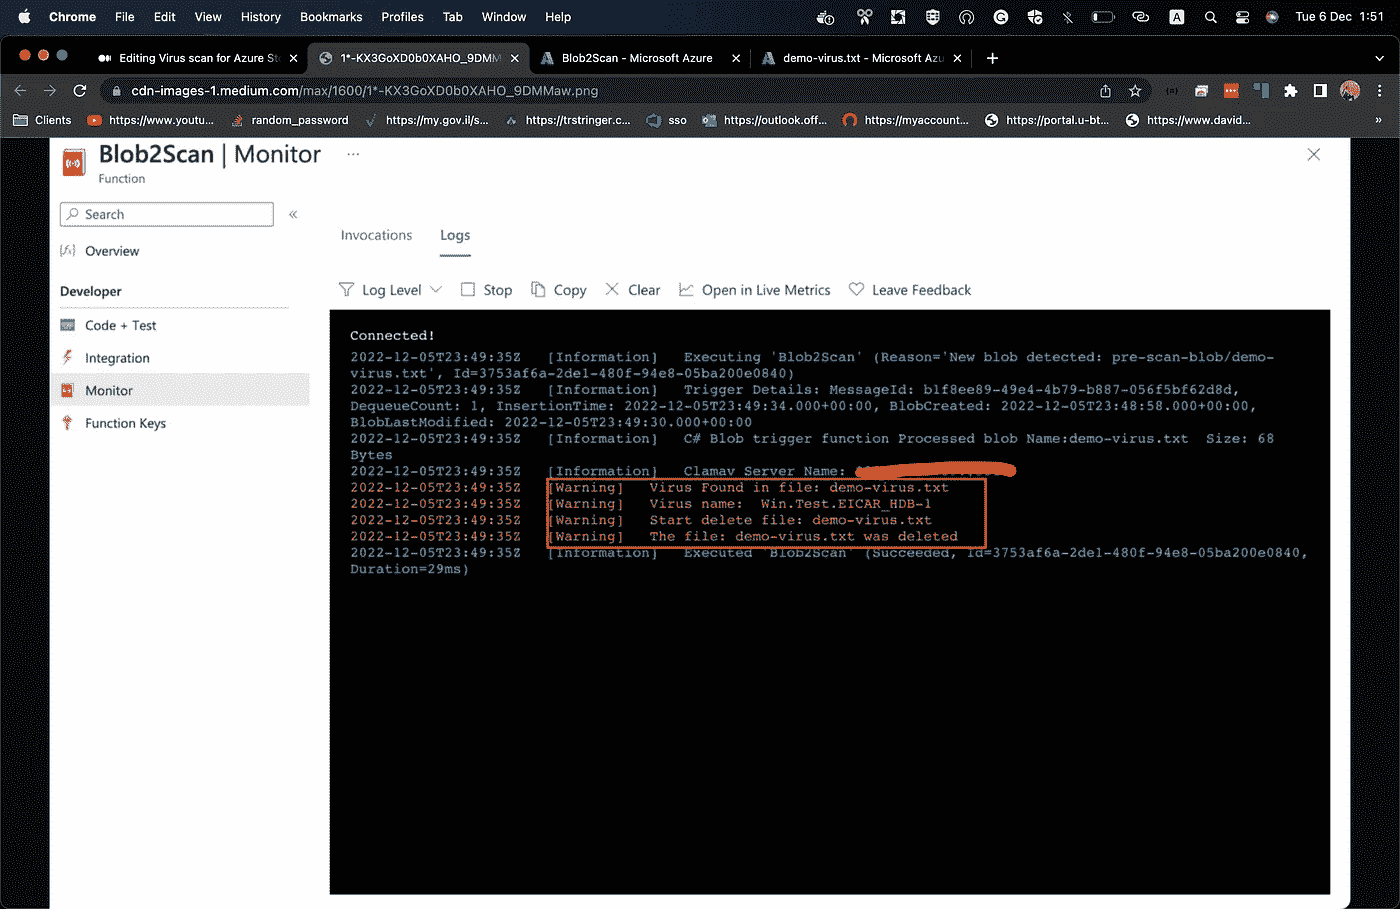 Chrome File Edit View History Bookmarks Profiles Tab Window Help A Tue 6 Dec 1:51
Editing Virus scan for Azure St
1*-KX3GoXD0b0XAHO_9DMM
Blob2Scan - Microsoft Azure
demo-virus.txt - Microsoft Azu
cdn-images-1.medium.com/max/1600/1*-KX3GoXD0b0XAHO_9DMMaw.png
Clients https://www.youtu... random_password https://my.gov.il/s... https://trstringer.c... sso https://outlook.off... https://myaccount... https://portal.u-bt... https://www.david... »
Blob2Scan | Monitor ...
Function
Search «
Overview
Developer
Code + Test
Integration
Monitor
Function Keys
Invocations Logs
Log Level Stop Copy Clear Open in Live Metrics Leave Feedback
Connected!
2022-12-05T23:49:35Z [Information] Executing 'Blob2Scan' (Reason='New blob detected: pre-scan-blob/demo-
virus.txt', Id=3753af6a-2de1-480f-94e8-05ba200e0840)
2022-12-05T23:49:35Z [Information] Trigger Details: MessageId: b1f8ee89-49e4-4b79-b887-056f5bf62d8d,
DequeueCount: 1, InsertionTime: 2022-12-05T23:49:34.000+00:00, BlobCreated: 2022-12-05T23:48:58.000+00:00,
BlobLastModified: 2022-12-05T23:49:30.000+00:00
2022-12-05T23:49:35Z [Information] C# Blob trigger function Processed blob Name:demo-virus.txt Size: 68
Bytes
2022-12-05T23:49:35Z [Information] Clamav Server Name:
2022-12-05T23:49:35Z [Warning] Virus Found in file: demo-virus.txt
2022-12-05T23:49:35Z [Warning] Virus name: Win.Test.EICAR_HDB-1
2022-12-05T23:49:35Z [Warning] Start delete file: demo-virus.txt
2022-12-05T23:49:35Z [Warning] The file: demo-virus.txt was deleted
2022-12-05T23:49:35Z [Information] Executed 'Blob2Scan' (Succeeded, Id=3753af6a-2de1-480f-94e8-05ba200e0840,
Duration=29ms)